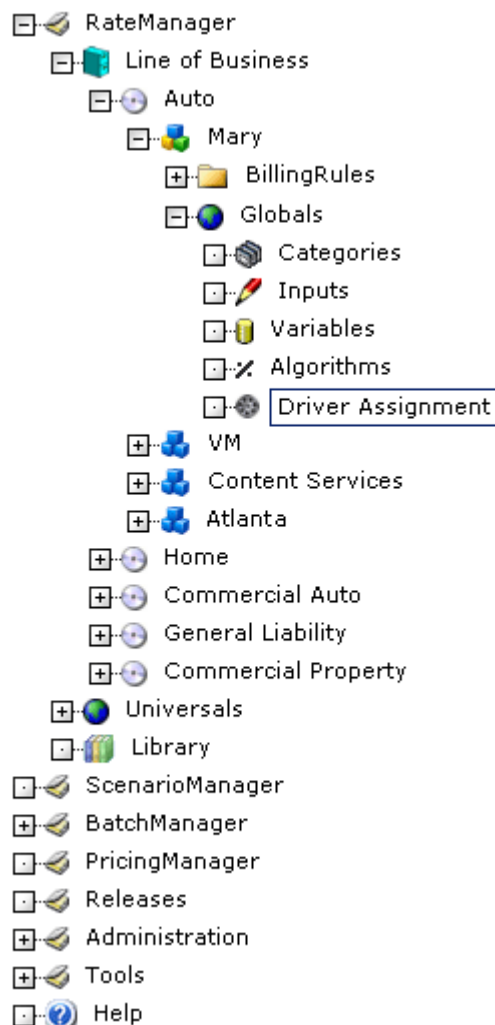 RateManager
Line of Business
Auto
Mary
BillingRules
Globals
Categories
Inputs
Variables
Algorithms
Driver Assignment
VM
Content Services
Atlanta
Home
Commercial Auto
General Liability
Commercial Property
Universals
Library
ScenarioManager
BatchManager
PricingManager
Releases
Administration
Tools
Help